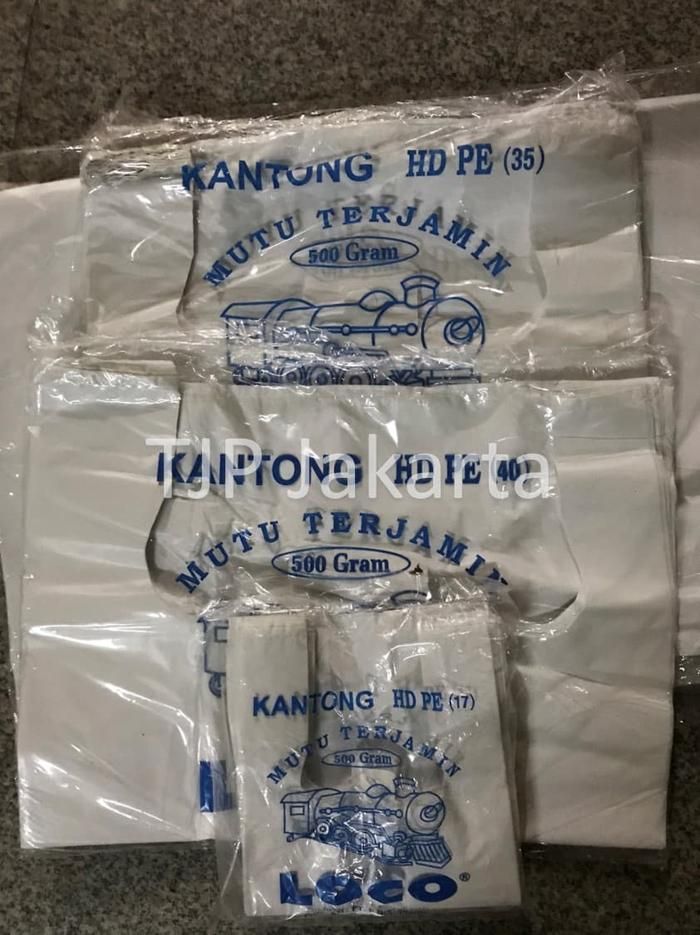 KANTONG HD PE (35)
MUTU TERJAMIN
500 Gram
TJP Jakarta
KANTONG HD PE (40)
MUTU TERJAMIN
500 Gram
L
KANTONG HD PE (17)
MUTU TERJAMIN
500 Gram
LOCO®